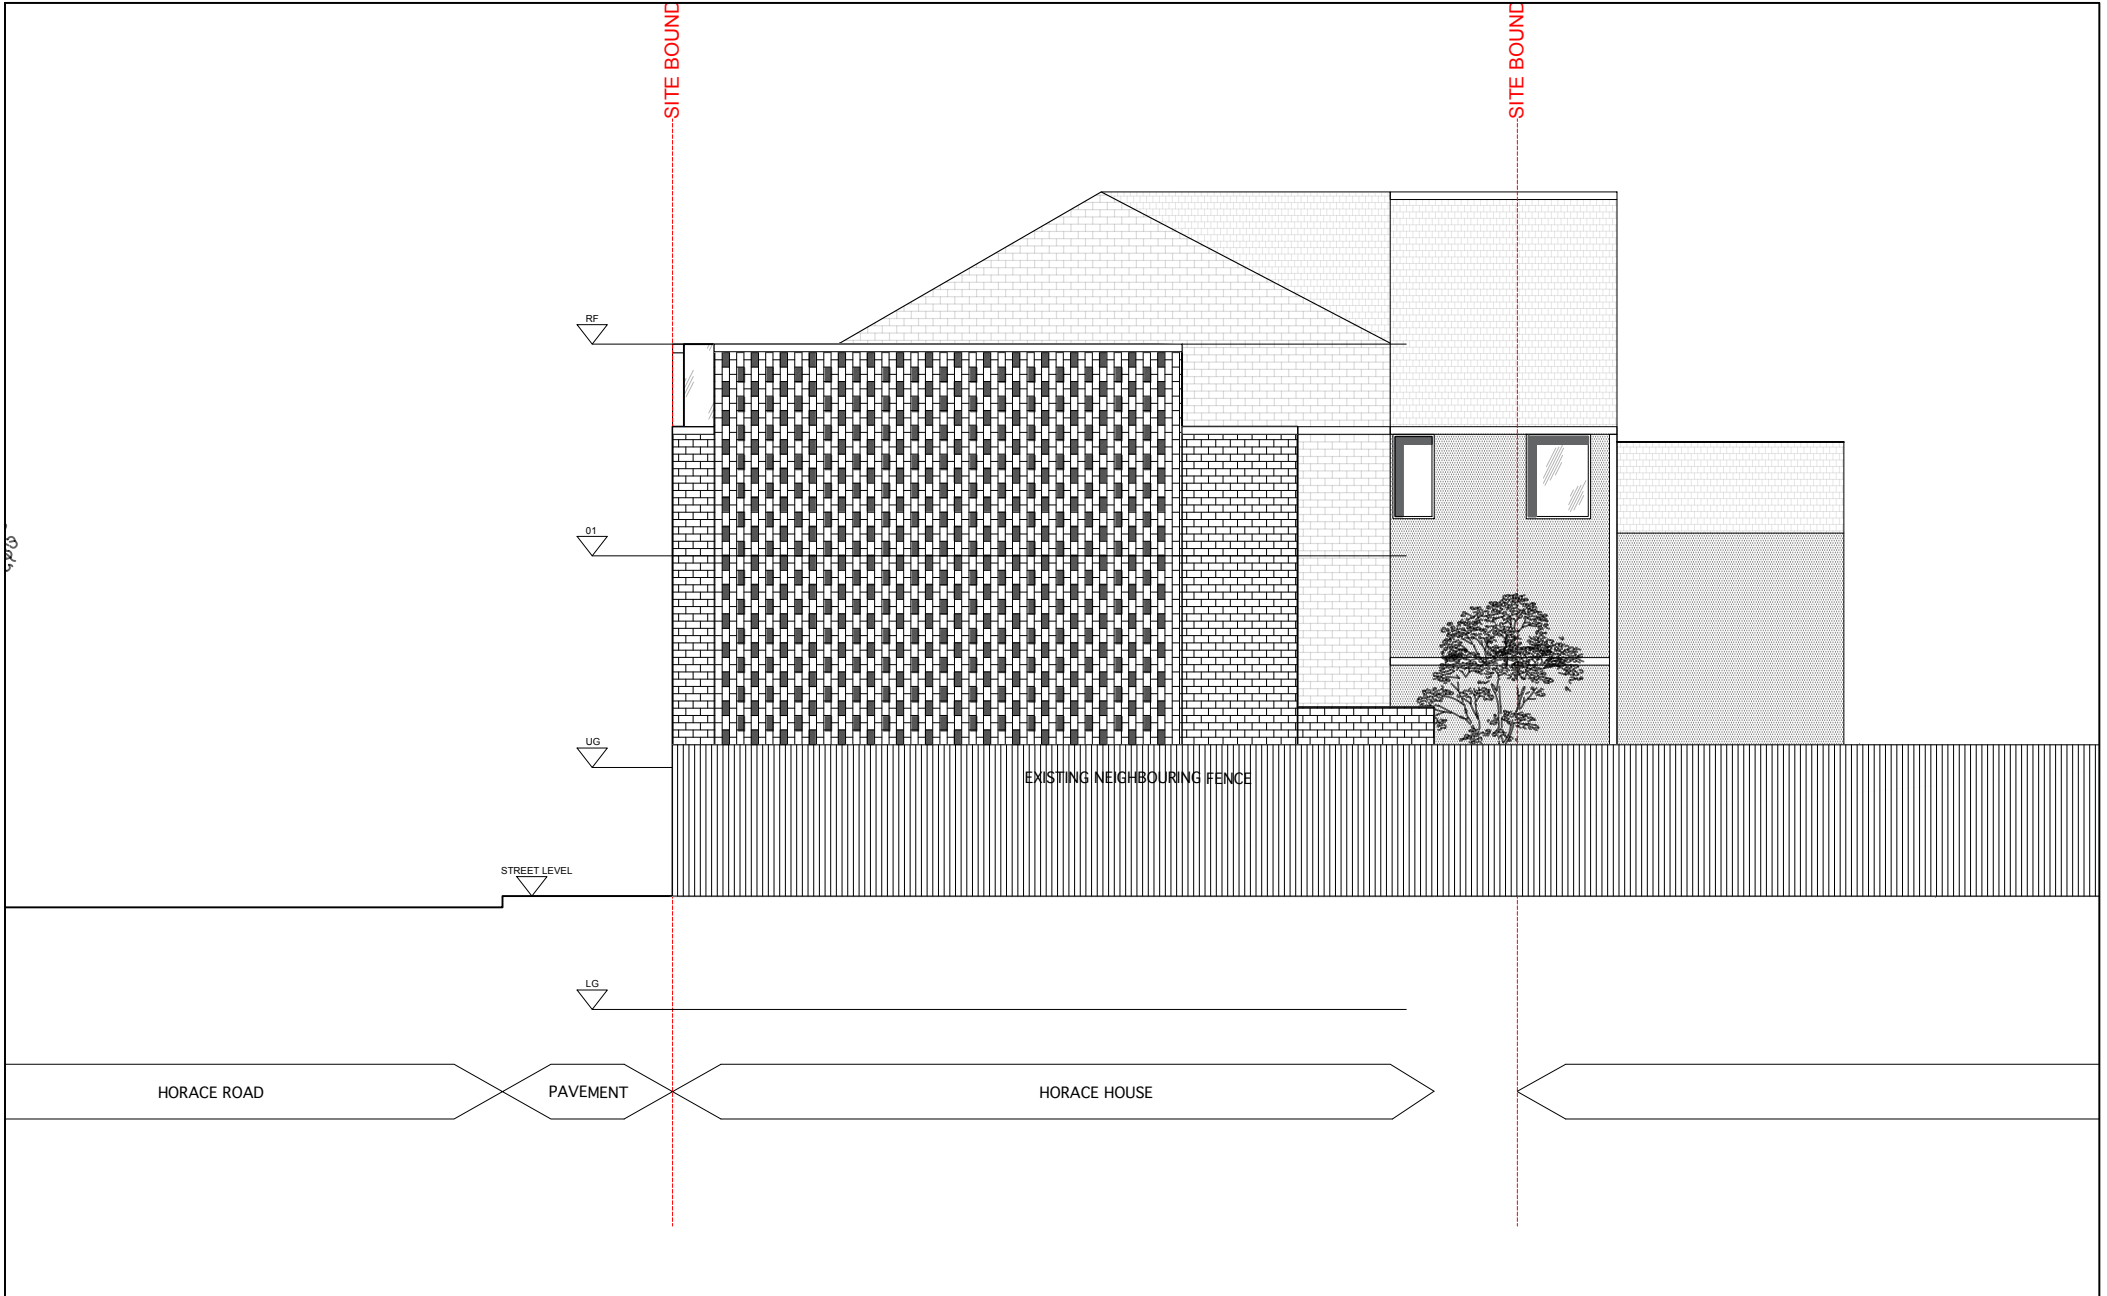 SITE BOUND
SITE BOUND
RF
01
UG
EXISTING NEIGHBOURING FENCE
STREET LEVEL
LG
HORACE ROAD
PAVEMENT
HORACE HOUSE